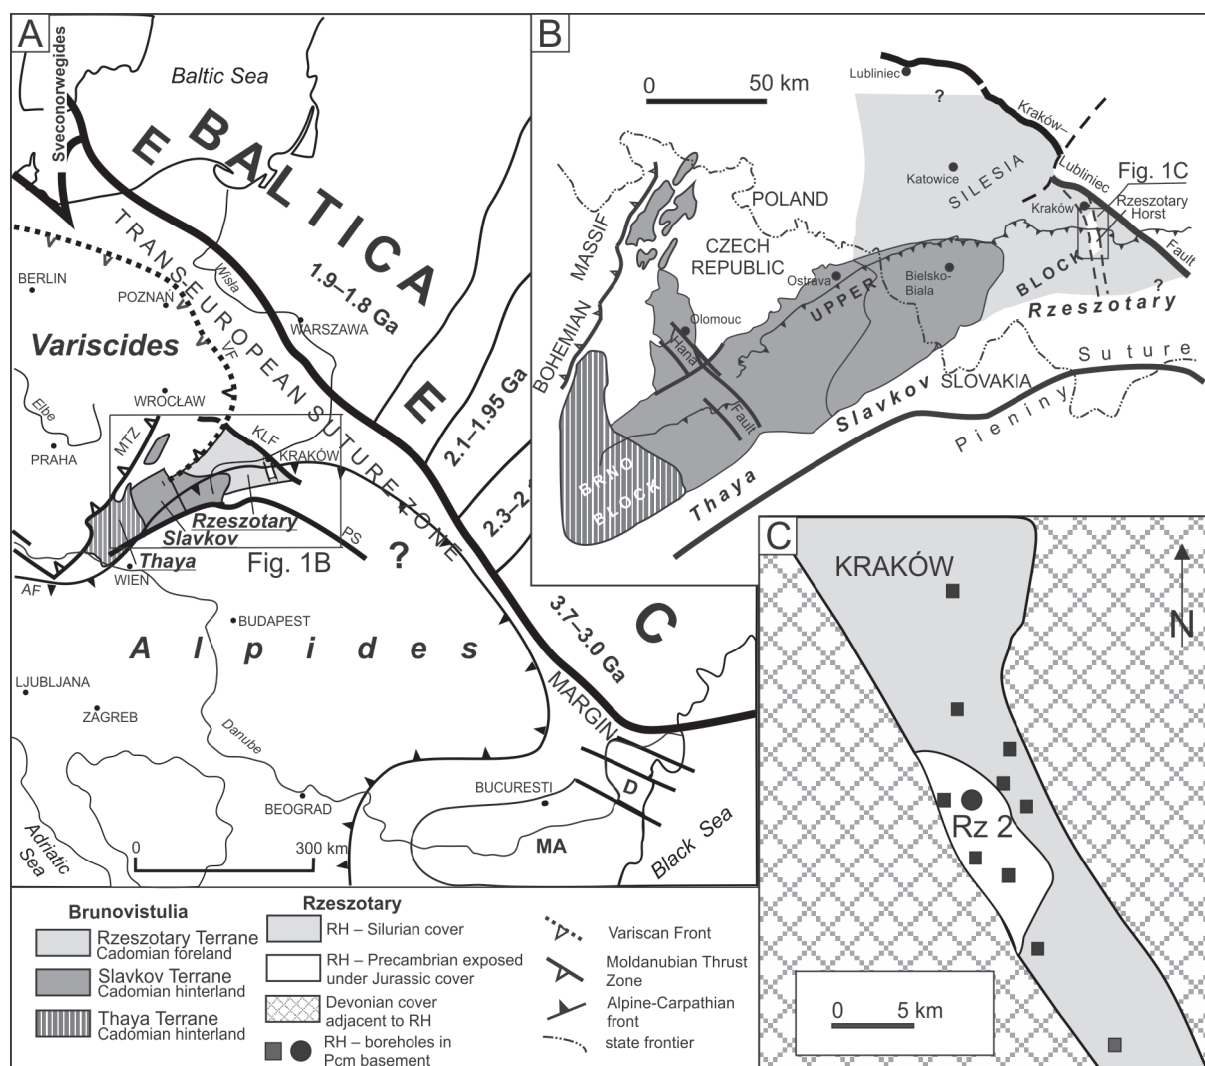 A
Sveconorwegides
Baltic Sea
BALTICA
E E C
1.9–1.8 Ga
2.1–1.95 Ga
3.7–3.0 Ga
TRANS-EUROPEAN SUTURE ZONE
MARGIN
BERLIN
POZNAŃ
Wisła
WARSZAWA
Variscides
VF
WROCŁAW
Elbe
PRAHA
MTZ
KLF
KRAKÓW
Rzeszotary
Slavkov
Thaya
PS
Fig. 1B
?
WIEN
AF
BUDAPEST
Alpides
LJUBLJANA
ZAGREB
Danube
BEOGRAD
BUCURESTI
D
MA
Black Sea
Adriatic
Sea
0 300 km
B
0 50 km
Lubliniec
?
Kraków–
Lubliniec
Fault
Katowice
SILESIA
Fig. 1C
Kraków
Rzeszotary
Horst
POLAND
CZECH
REPUBLIC
BOHEMIAN MASSIF
Ostrava
Bielsko-
Biala
UPPER
BLOCK
?
Rzeszotary
Olomouc
Hana
Fault
SLOVAKIA
Slavkov
Pieniny Suture
Thaya
BRNO
BLOCK
C
KRAKÓW
N
Rz 2
0 5 km
Brunovistulia
Rzeszotary Terrane
Cadomian foreland
Slavkov Terrane
Cadomian hinterland
Thaya Terrane
Cadomian hinterland
Rzeszotary
RH – Silurian cover
RH – Precambrian exposed
under Jurassic cover
Devonian cover
adjacent to RH
RH – boreholes in
Pcm basement
Variscan Front
Moldanubian Thrust
Zone
Alpine-Carpathian
front
state frontier